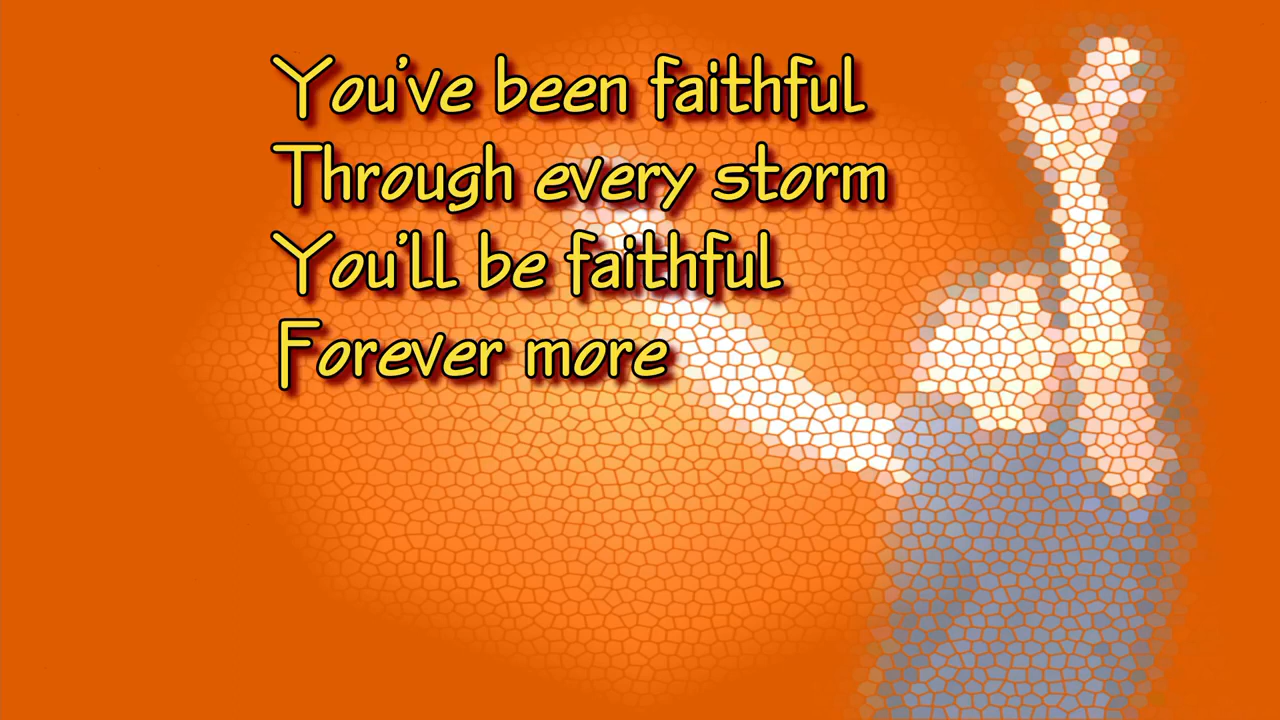 You've been faithful
Through every storm
You'll be faithful
Forever more